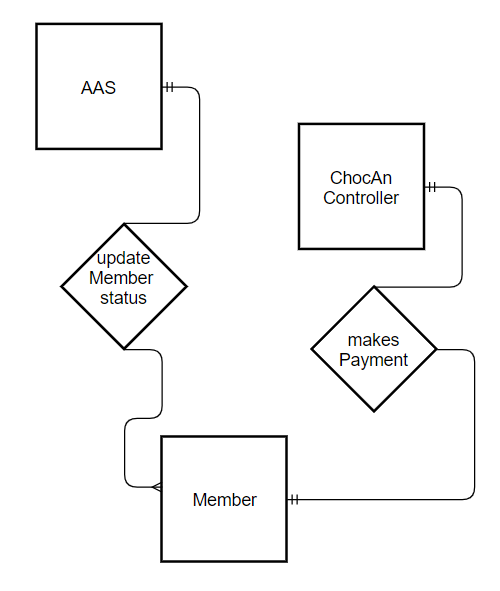 AAS
ChocAn
Controller
update
Member
status
makes
Payment
Member